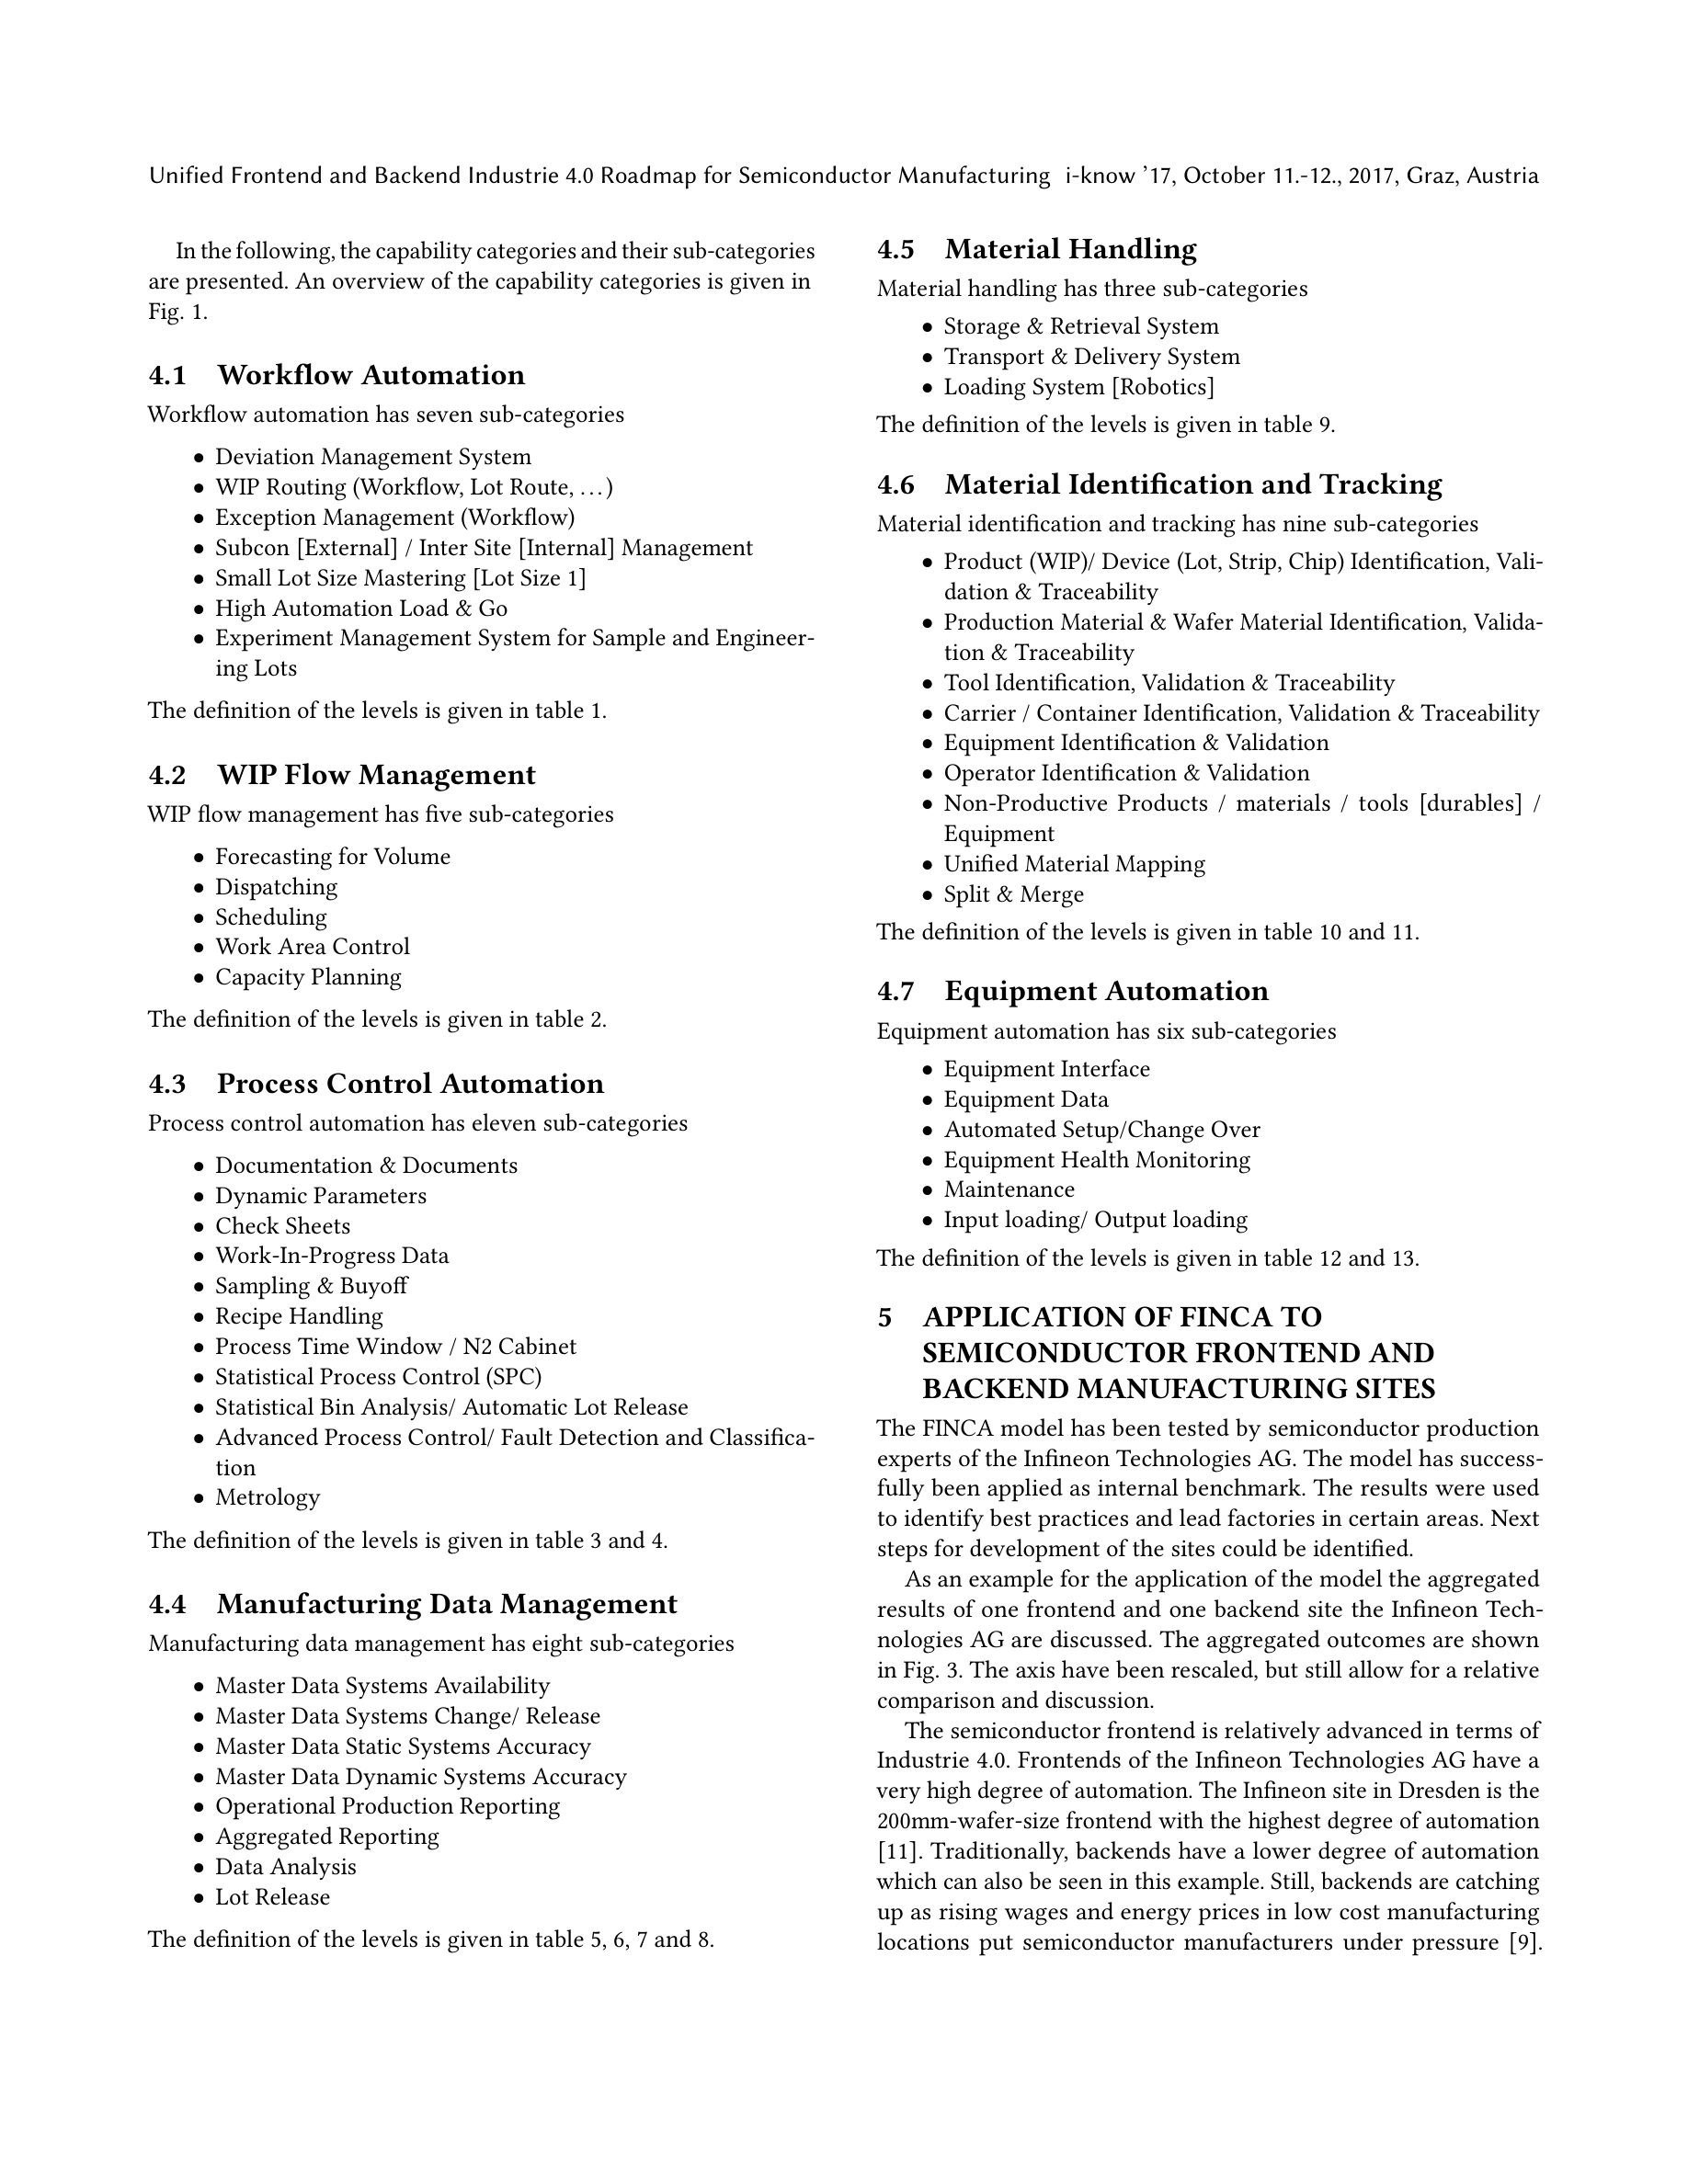 Unified Frontend and Backend Industrie 4.0 Roadmap for Semiconductor Manufacturing i-know ’17, October 11.-12., 2017, Graz, Austria
In the following, the capability categories and their sub-categories
are presented. An overview of the capability categories is given in
Fig. 1.
4.1 Workflow Automation
Workflow automation has seven sub-categories
• Deviation Management System
• WIP Routing (Workflow, Lot Route, …)
• Exception Management (Workflow)
• Subcon [External] / Inter Site [Internal] Management
• Small Lot Size Mastering [Lot Size 1]
• High Automation Load & Go
• Experiment Management System for Sample and Engineer-
ing Lots
The definition of the levels is given in table 1.
4.2 WIP Flow Management
WIP flow management has five sub-categories
• Forecasting for Volume
• Dispatching
• Scheduling
• Work Area Control
• Capacity Planning
The definition of the levels is given in table 2.
4.3 Process Control Automation
Process control automation has eleven sub-categories
• Documentation & Documents
• Dynamic Parameters
• Check Sheets
• Work-In-Progress Data
• Sampling & Buyoff
• Recipe Handling
• Process Time Window / N2 Cabinet
• Statistical Process Control (SPC)
• Statistical Bin Analysis/ Automatic Lot Release
• Advanced Process Control/ Fault Detection and Classifica-
tion
• Metrology
The definition of the levels is given in table 3 and 4.
4.4 Manufacturing Data Management
Manufacturing data management has eight sub-categories
• Master Data Systems Availability
• Master Data Systems Change/ Release
• Master Data Static Systems Accuracy
• Master Data Dynamic Systems Accuracy
• Operational Production Reporting
• Aggregated Reporting
• Data Analysis
• Lot Release
The definition of the levels is given in table 5, 6, 7 and 8.
4.5 Material Handling
Material handling has three sub-categories
• Storage & Retrieval System
• Transport & Delivery System
• Loading System [Robotics]
The definition of the levels is given in table 9.
4.6 Material Identification and Tracking
Material identification and tracking has nine sub-categories
• Product (WIP)/ Device (Lot, Strip, Chip) Identification, Vali-
dation & Traceability
• Production Material & Wafer Material Identification, Valida-
tion & Traceability
• Tool Identification, Validation & Traceability
• Carrier / Container Identification, Validation & Traceability
• Equipment Identification & Validation
• Operator Identification & Validation
• Non-Productive Products / materials / tools [durables] /
Equipment
• Unified Material Mapping
• Split & Merge
The definition of the levels is given in table 10 and 11.
4.7 Equipment Automation
Equipment automation has six sub-categories
• Equipment Interface
• Equipment Data
• Automated Setup/Change Over
• Equipment Health Monitoring
• Maintenance
• Input loading/ Output loading
The definition of the levels is given in table 12 and 13.
5 APPLICATION OF FINCA TO
SEMICONDUCTOR FRONTEND AND
BACKEND MANUFACTURING SITES
The FINCA model has been tested by semiconductor production
experts of the Infineon Technologies AG. The model has success-
fully been applied as internal benchmark. The results were used
to identify best practices and lead factories in certain areas. Next
steps for development of the sites could be identified.
As an example for the application of the model the aggregated
results of one frontend and one backend site the Infineon Tech-
nologies AG are discussed. The aggregated outcomes are shown
in Fig. 3. The axis have been rescaled, but still allow for a relative
comparison and discussion.
The semiconductor frontend is relatively advanced in terms of
Industrie 4.0. Frontends of the Infineon Technologies AG have a
very high degree of automation. The Infineon site in Dresden is the
200mm-wafer-size frontend with the highest degree of automation
[11]. Traditionally, backends have a lower degree of automation
which can also be seen in this example. Still, backends are catching
up as rising wages and energy prices in low cost manufacturing
locations put semiconductor manufacturers under pressure [9].